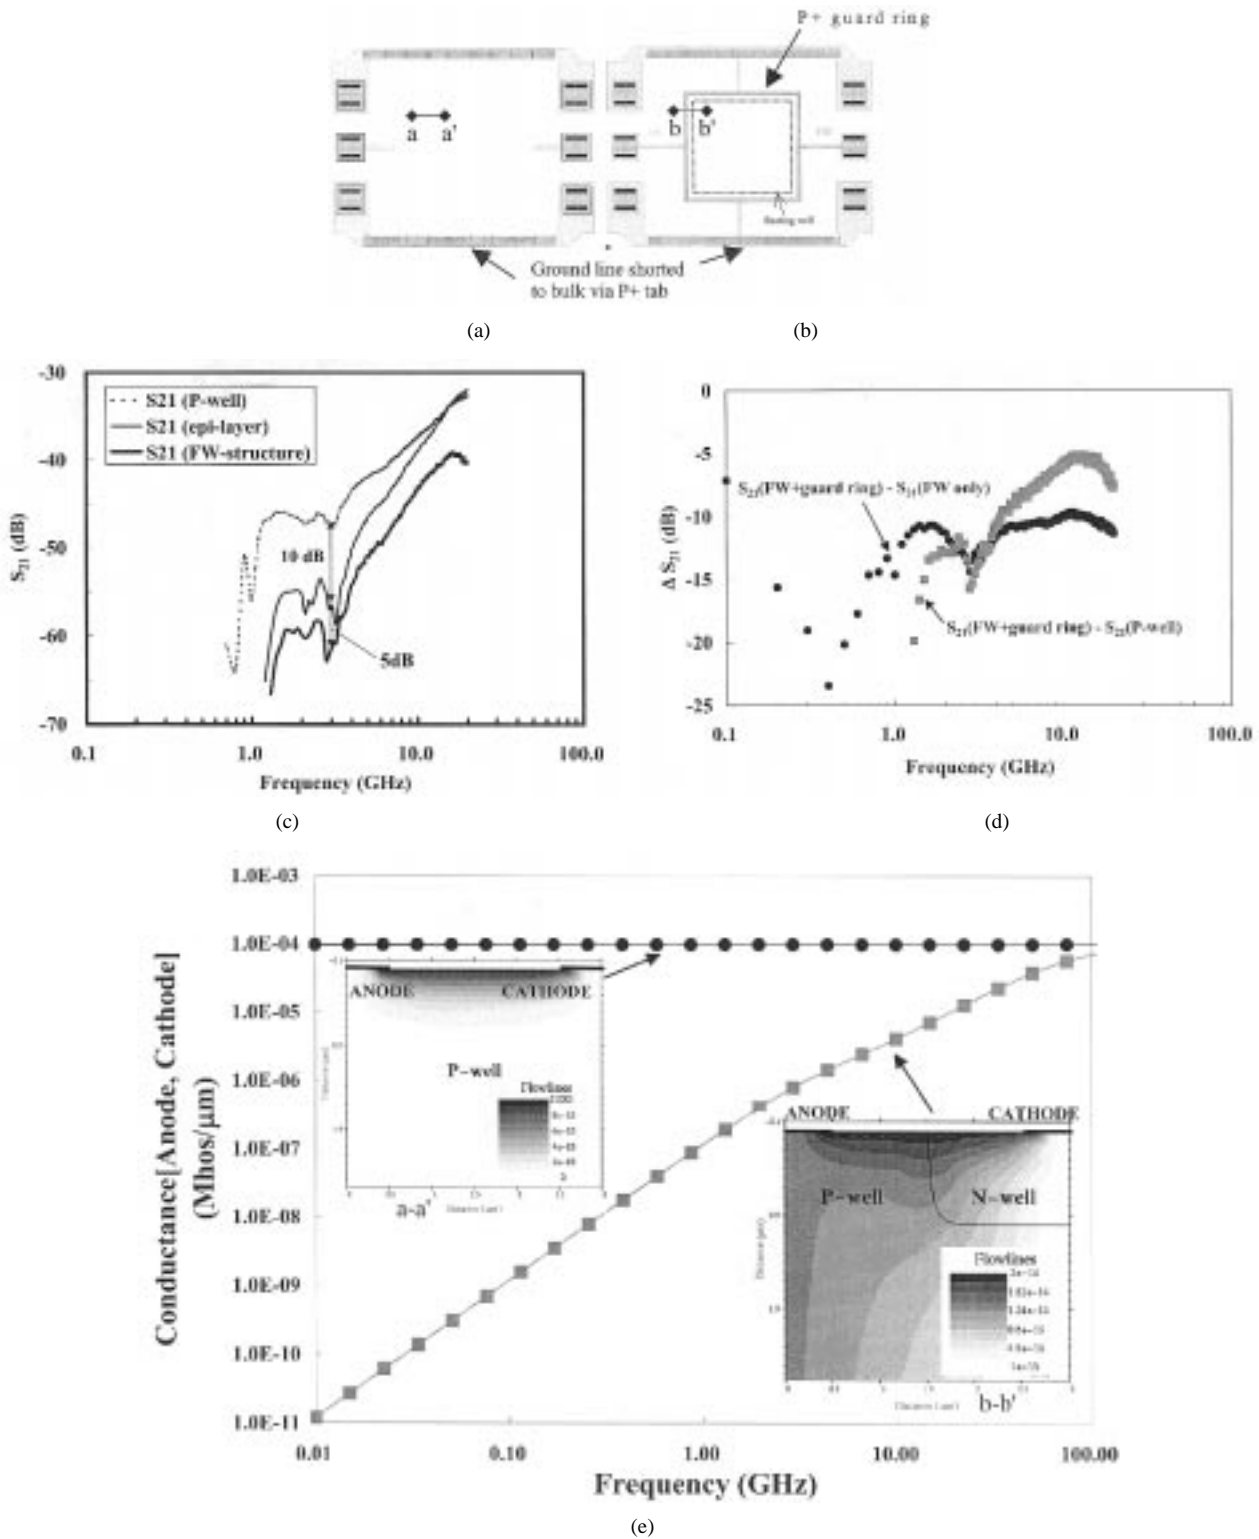 P+ guard ring
a
a'
b
b'
floating well
Ground line shorted
to bulk via P+ tab
(a)
(b)
-30
-40
-50
-60
-70
S21 (dB)
S21 (P-well)
S21 (epi-layer)
S21 (FW-structure)
10 dB
5dB
0.1
1.0
10.0
100.0
Frequency (GHz)
(c)
0
-5
-10
-15
-20
-25
Δ S21 (dB)
S21(FW+guard ring) - S21(FW only)
S21(FW+guard ring) - S21(P-well)
0.1
1.0
10.0
100.0
Frequency (GHz)
(d)
1.0E-03
1.0E-04
1.0E-05
1.0E-06
1.0E-07
1.0E-08
1.0E-09
1.0E-10
1.0E-11
Conductance[Anode, Cathode]
(Mhos/μm)
ANODE
CATHODE
P-well
Flowlines
a-a'
ANODE
CATHODE
P-well
N-well
Flowlines
b-b'
0.01
0.10
1.00
10.00
100.00
Frequency (GHz)
(e)